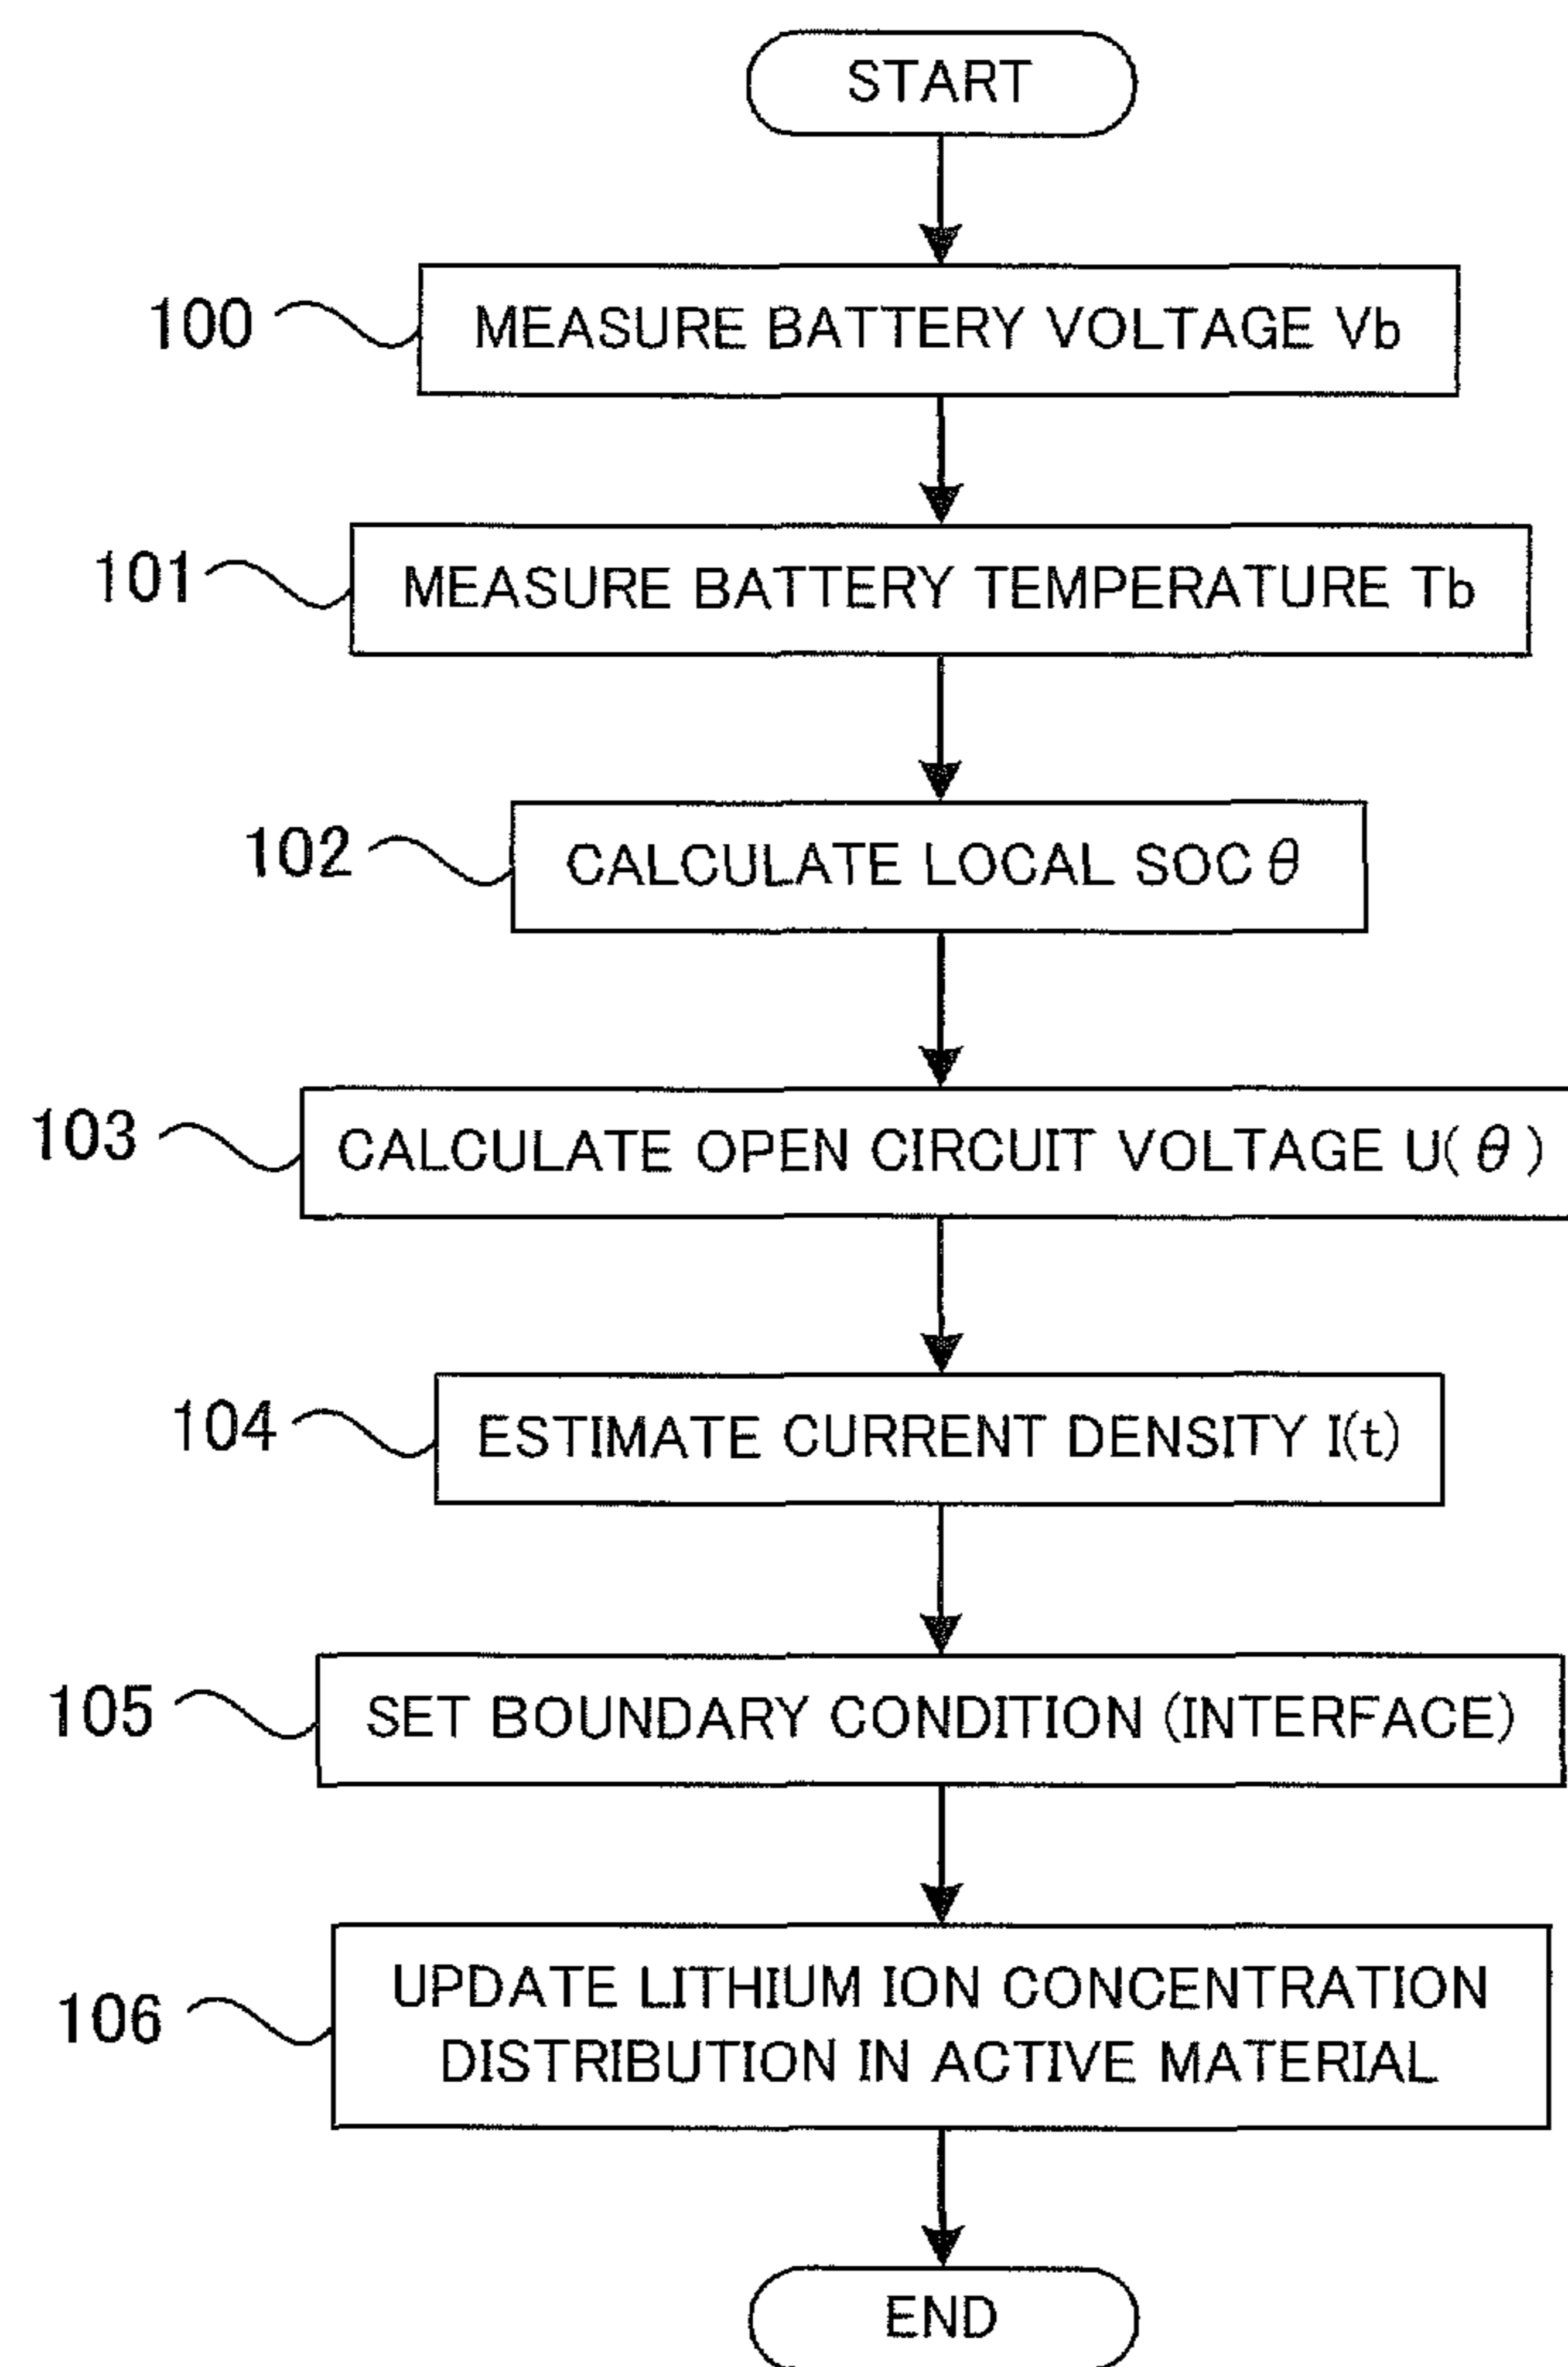 START
100
MEASURE BATTERY VOLTAGE Vb
101
MEASURE BATTERY TEMPERATURE Tb
102
CALCULATE LOCAL SOC θ
103
CALCULATE OPEN CIRCUIT VOLTAGE U(θ)
104
ESTIMATE CURRENT DENSITY I(t)
105
SET BOUNDARY CONDITION (INTERFACE)
106
UPDATE LITHIUM ION CONCENTRATION
DISTRIBUTION IN ACTIVE MATERIAL
END